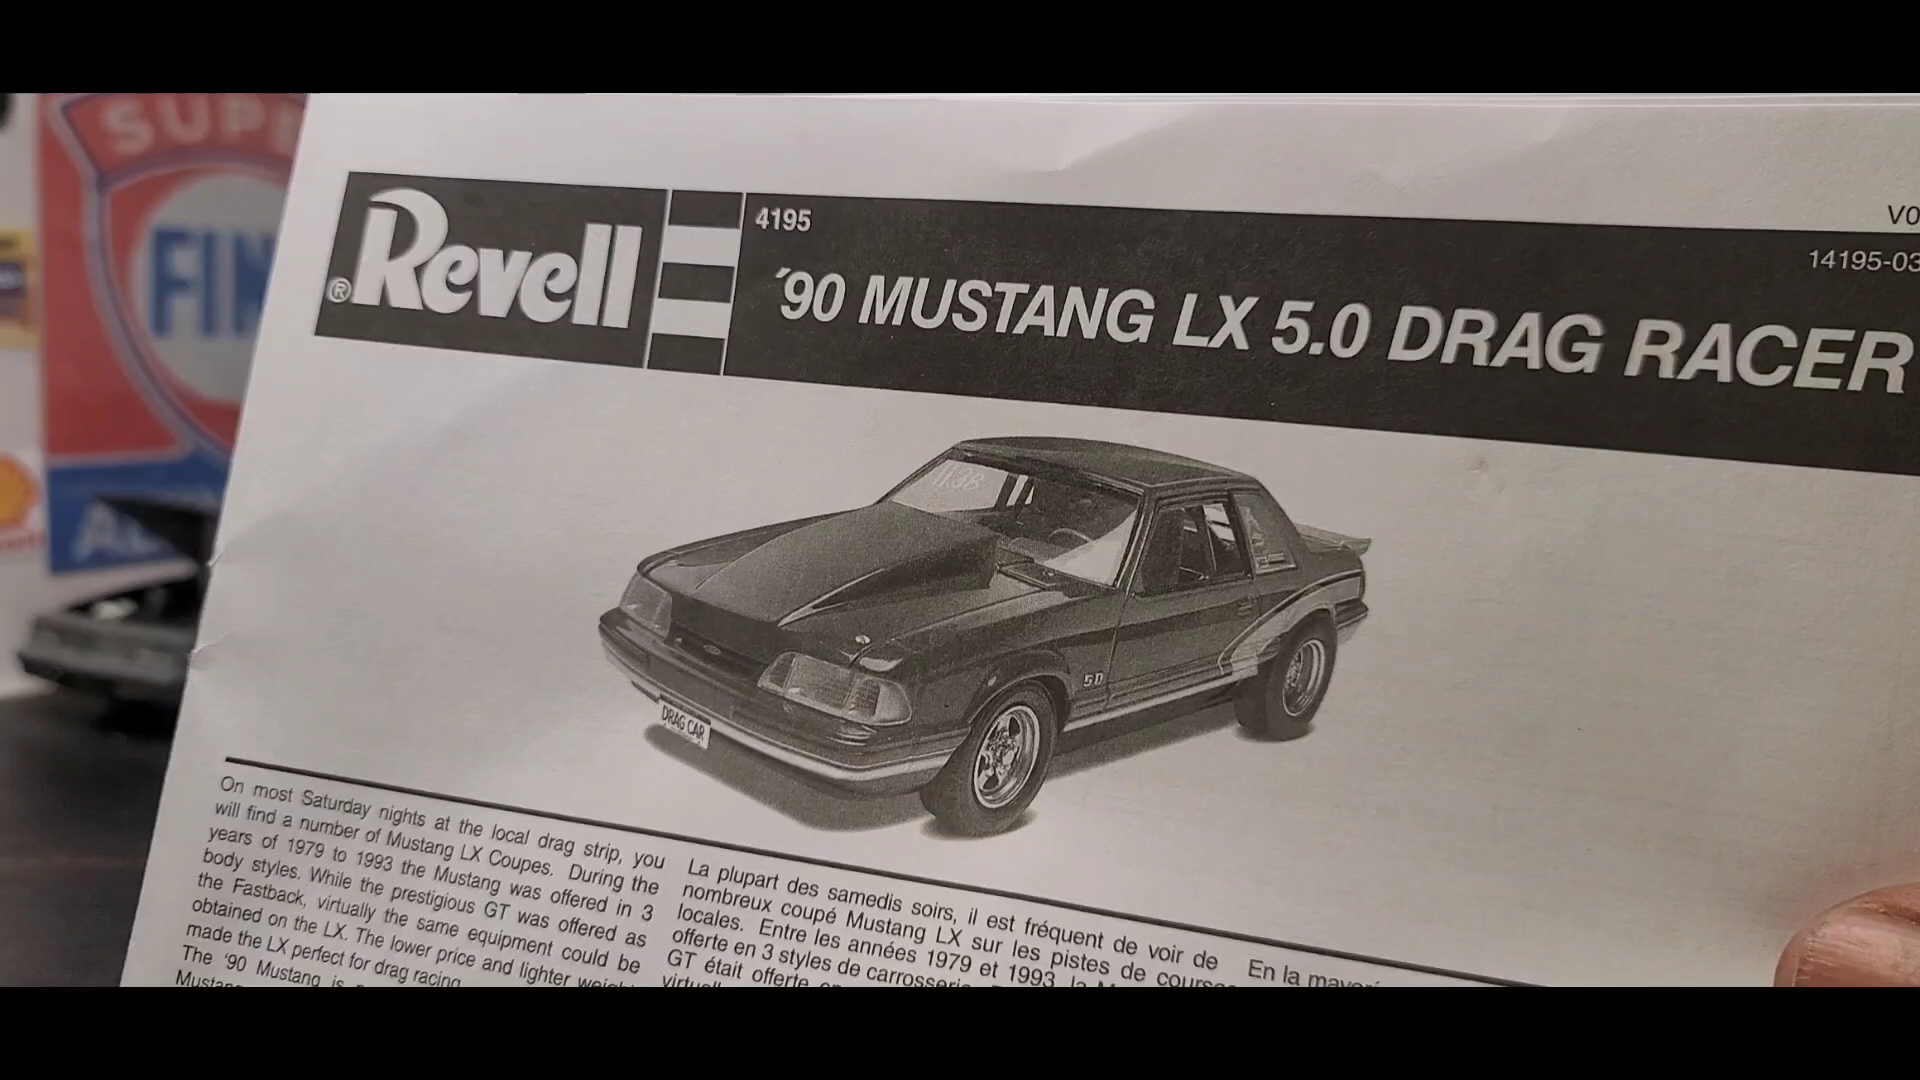 SUPE
FIN
Revell
®
4195
'90 MUSTANG LX 5.0 DRAG RACER
V0
14195-03
11.38
5.0
DRAG CAR
On most Saturday nights at the local drag strip, you
will find a number of Mustang LX Coupes. During the
years of 1979 to 1993 the Mustang was offered in 3
body styles. While the prestigious GT was offered as
the Fastback, virtually the same equipment could be
obtained on the LX. The lower price and lighter
made the LX perfect for drag racing
The '90 Mustang is
La plupart des samedis soirs, il est fréquent de voir de
nombreux coupé Mustang LX sur les pistes de course
locales. Entre les années 1979 et 1993, la
offerte en 3 styles de carrosserie
GT était offerte
En la